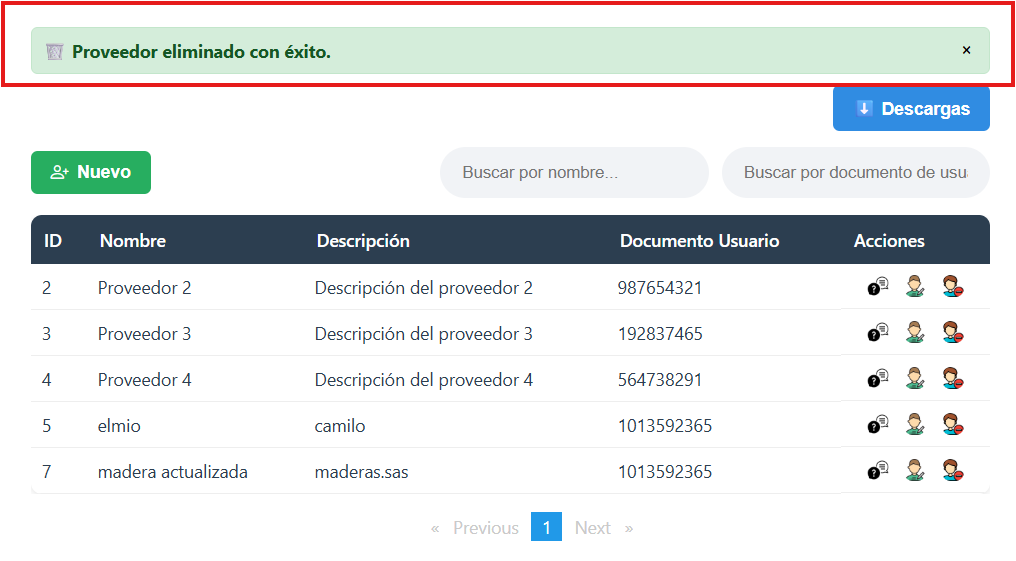 Proveedor eliminado con éxito. ×
Descargas
Nuevo Buscar por nombre... Buscar por documento de usu
ID Nombre Descripción Documento Usuario Acciones
2 Proveedor 2 Descripción del proveedor 2 987654321
3 Proveedor 3 Descripción del proveedor 3 192837465
4 Proveedor 4 Descripción del proveedor 4 564738291
5 elmio camilo 1013592365
7 madera actualizada maderas.sas 1013592365
« Previous 1 Next »